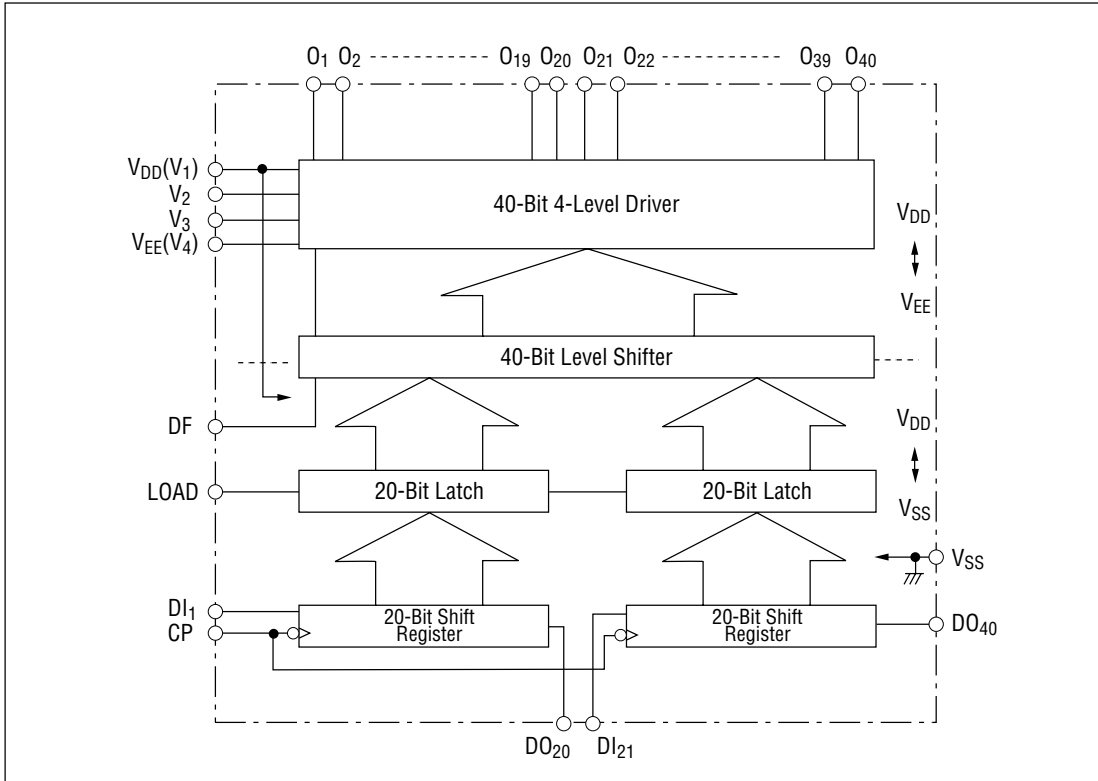 O1 O2 O19 O20 O21 O22 O39 O40
VDD(V1)
V2
V3
VEE(V4)
40-Bit 4-Level Driver
VDD
VEE
40-Bit Level Shifter
DF
VDD
LOAD
20-Bit Latch
20-Bit Latch
VSS
VSS
DI1
CP
20-Bit Shift
Register
20-Bit Shift
Register
DO40
DO20
DI21